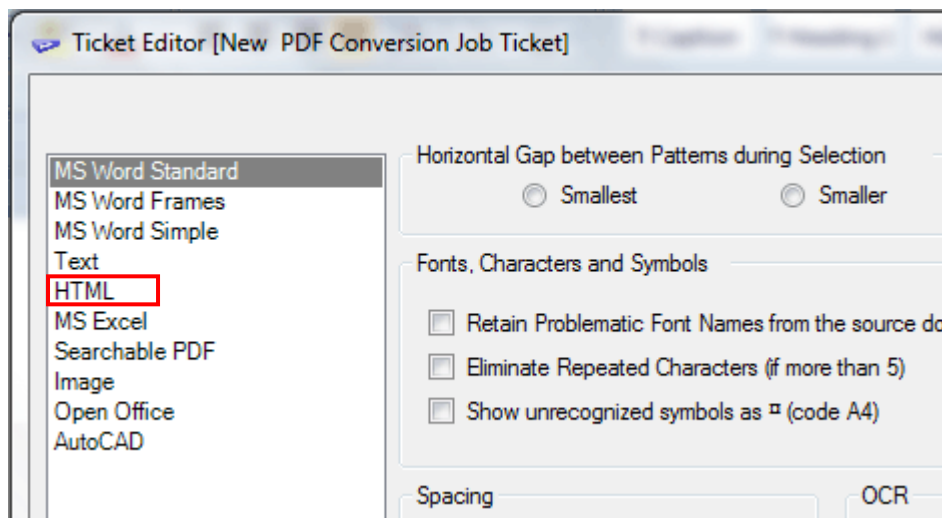 Ticket Editor [New  PDF Conversion Job Ticket]
MS Word Standard
MS Word Frames
MS Word Simple
Text
HTML
MS Excel
Searchable PDF
Image
Open Office
AutoCAD
Horizontal Gap between Patterns during Selection
Smallest
Smaller
Fonts, Characters and Symbols
Retain Problematic Font Names from the source do
Eliminate Repeated Characters (if more than 5)
Show unrecognized symbols as ¤ (code A4)
Spacing
OCR